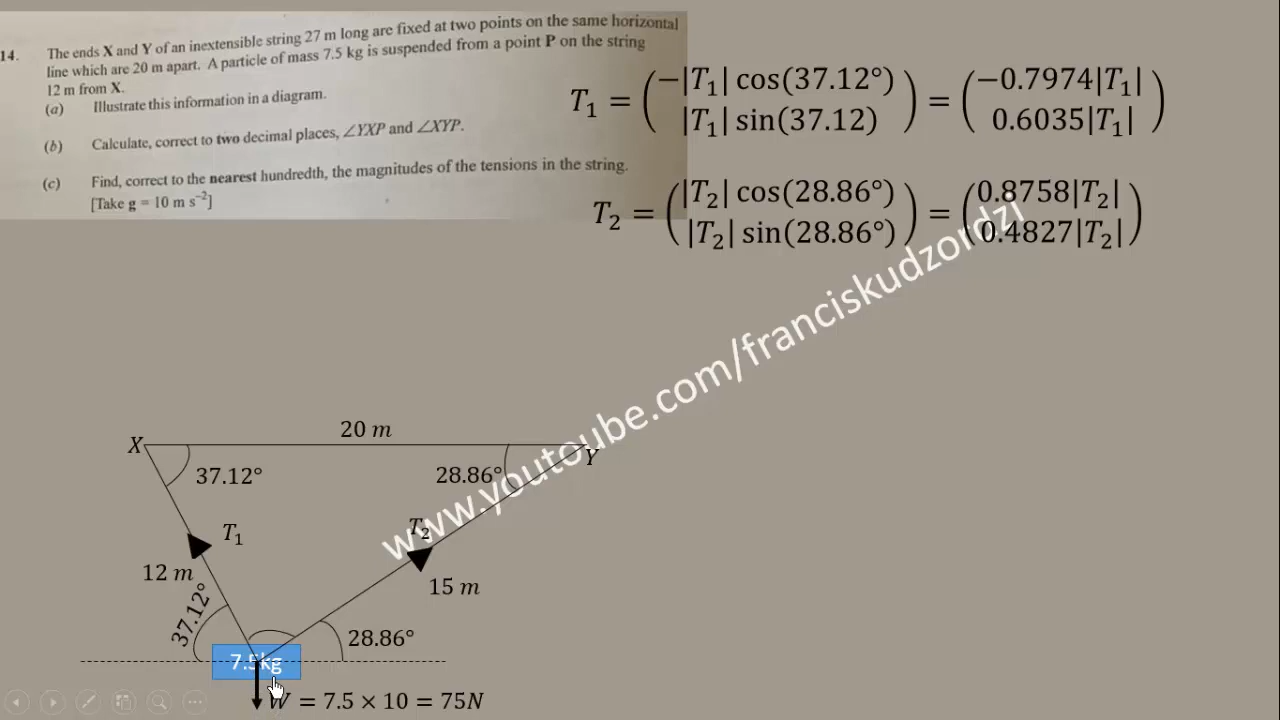 14. The ends X and Y of an inextensible string 27 m long are fixed at two points on the same horizontal
line which are 20 m apart. A particle of mass 7.5 kg is suspended from a point P on the string
12 m from X.
(a) Illustrate this information in a diagram.
(b) Calculate, correct to two decimal places, ∠YXP and ∠XYP.
(c) Find, correct to the nearest hundredth, the magnitudes of the tensions in the string.
[Take g = 10 m s⁻²]
T₁ = (−|T₁| cos(37.12°) |T₁| sin(37.12)) = (−0.7974|T₁| 0.6035|T₁|)
T₂ = (|T₂| cos(28.86°) |T₂| sin(28.86°)) = (0.8758|T₂| 0.4827|T₂|)
www.youtoube.com/franciskudzordzi
20 m
X
Y
37.12°
28.86°
T₁
T₂
12 m
15 m
37.12°
28.86°
7.5kg
W = 7.5 × 10 = 75N